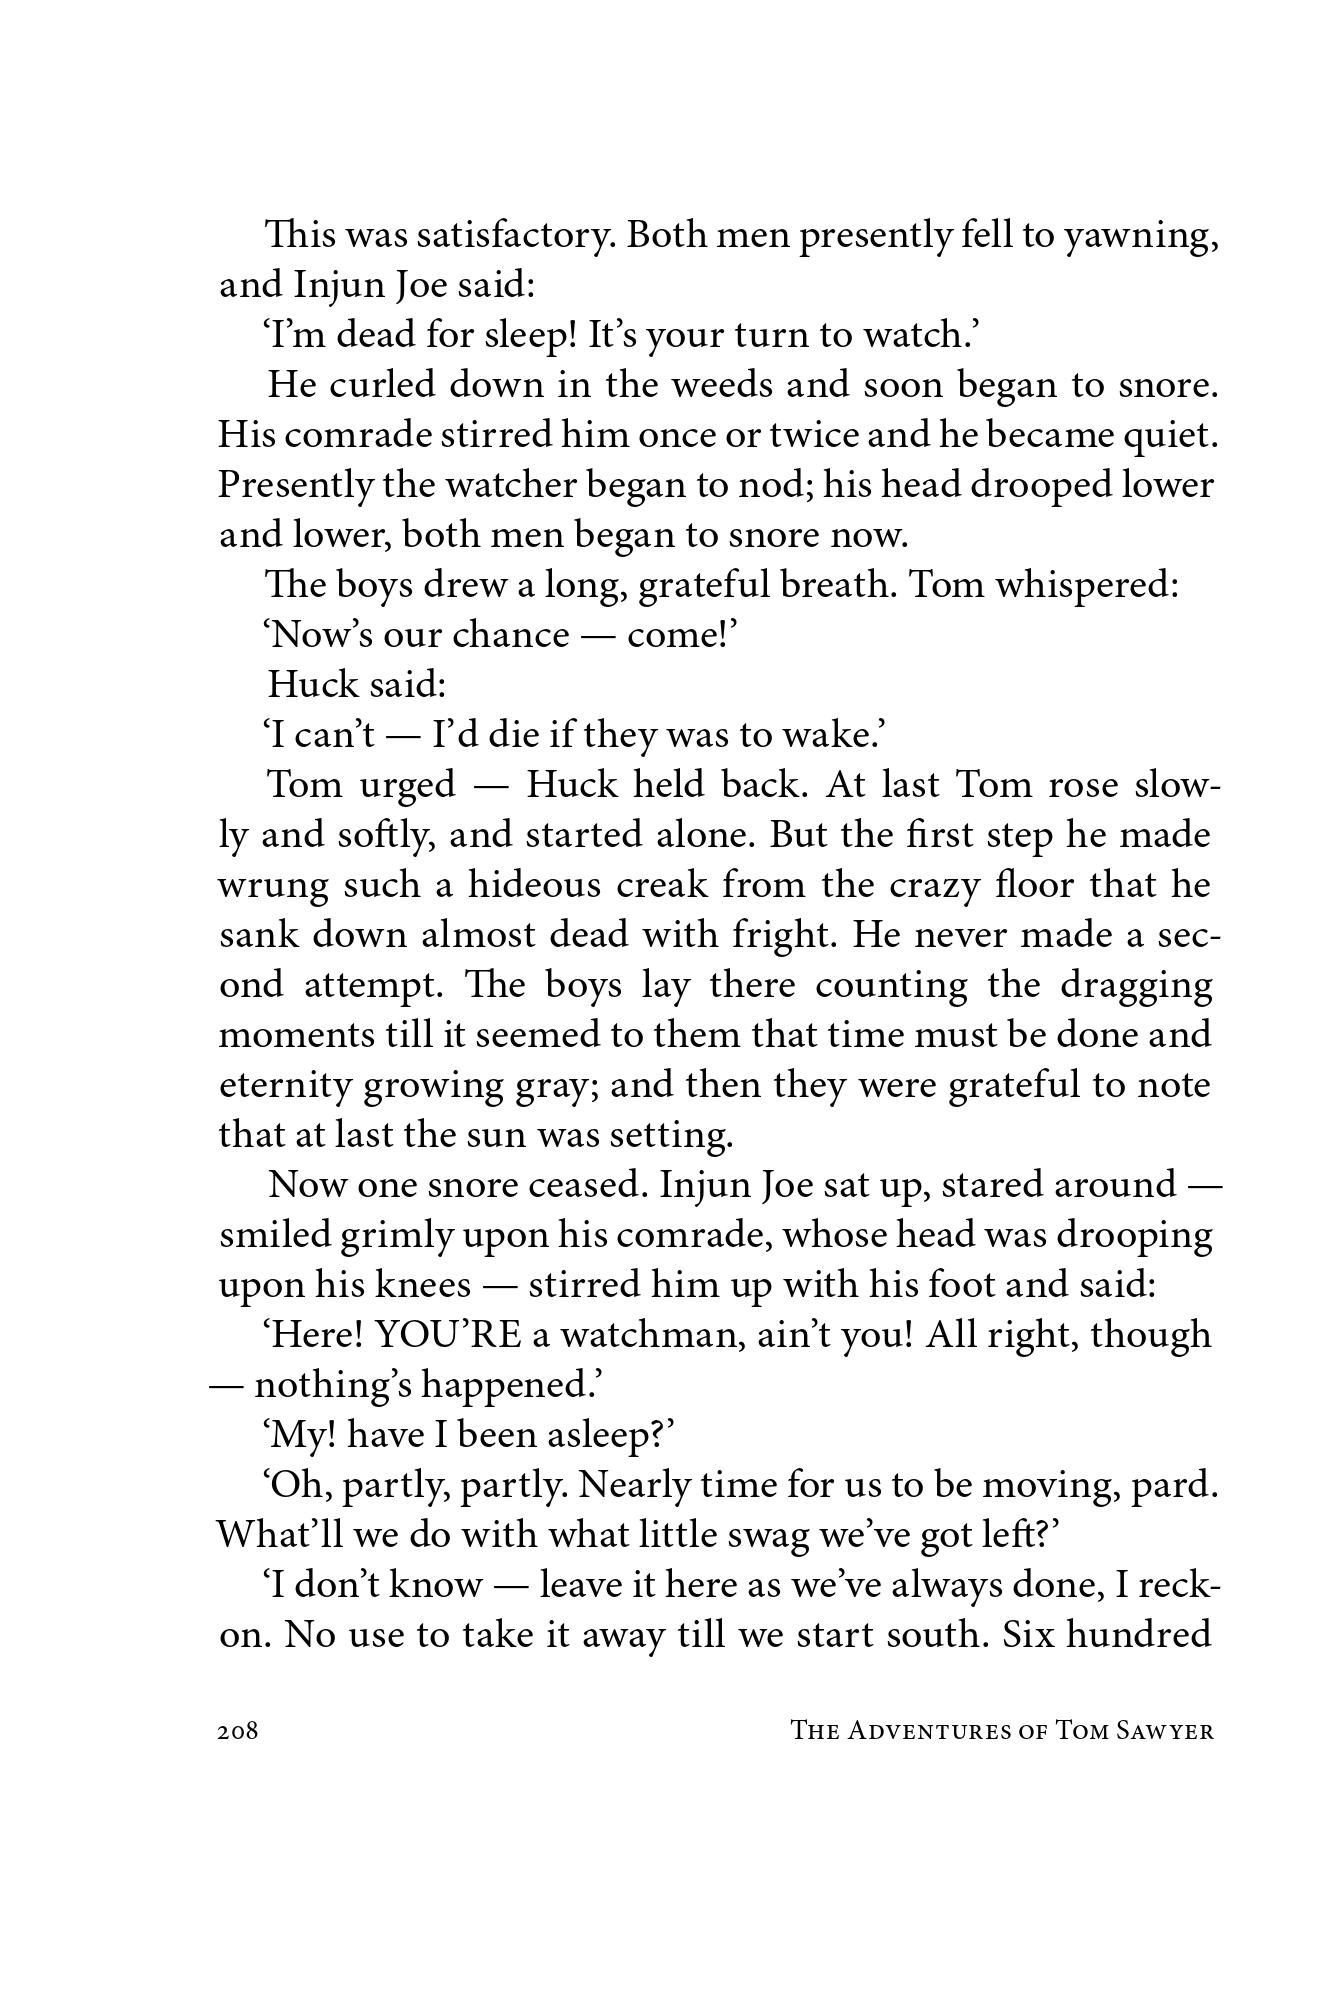 This was satisfactory. Both men presently fell to yawning,
and Injun Joe said:
‘I’m dead for sleep! It’s your turn to watch.’
He curled down in the weeds and soon began to snore.
His comrade stirred him once or twice and he became quiet.
Presently the watcher began to nod; his head drooped lower
and lower, both men began to snore now.
The boys drew a long, grateful breath. Tom whispered:
‘Now’s our chance — come!’
Huck said:
‘I can’t — I’d die if they was to wake.’
Tom urged — Huck held back. At last Tom rose slow-
ly and softly, and started alone. But the first step he made
wrung such a hideous creak from the crazy floor that he
sank down almost dead with fright. He never made a sec-
ond attempt. The boys lay there counting the dragging
moments till it seemed to them that time must be done and
eternity growing gray; and then they were grateful to note
that at last the sun was setting.
Now one snore ceased. Injun Joe sat up, stared around —
smiled grimly upon his comrade, whose head was drooping
upon his knees — stirred him up with his foot and said:
‘Here! YOU’RE a watchman, ain’t you! All right, though
— nothing’s happened.’
‘My! have I been asleep?’
‘Oh, partly, partly. Nearly time for us to be moving, pard.
What’ll we do with what little swag we’ve got left?’
‘I don’t know — leave it here as we’ve always done, I reck-
on. No use to take it away till we start south. Six hundred
208 The Adventures of Tom Sawyer